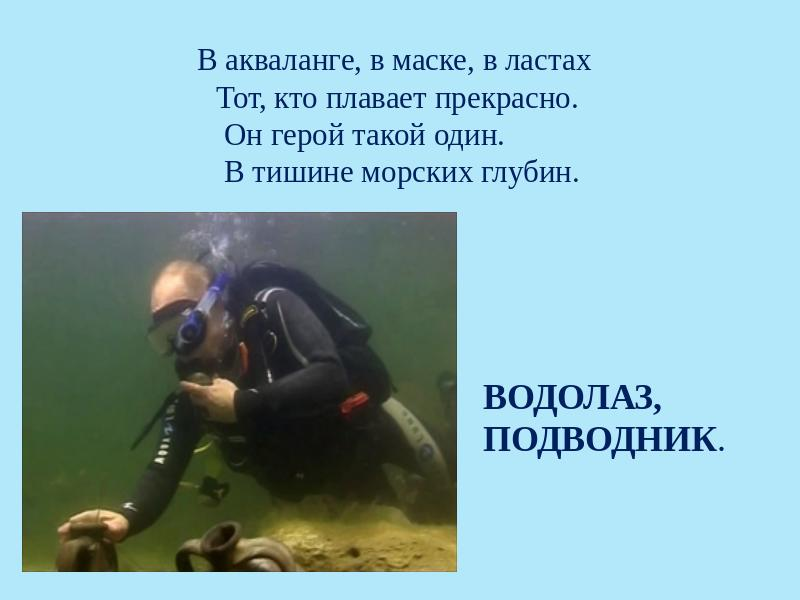 В акваланге, в маске, в ластах
Тот, кто плавает прекрасно.
Он герой такой один.
В тишине морских глубин.
ВОДОЛАЗ,
ПОДВОДНИК.